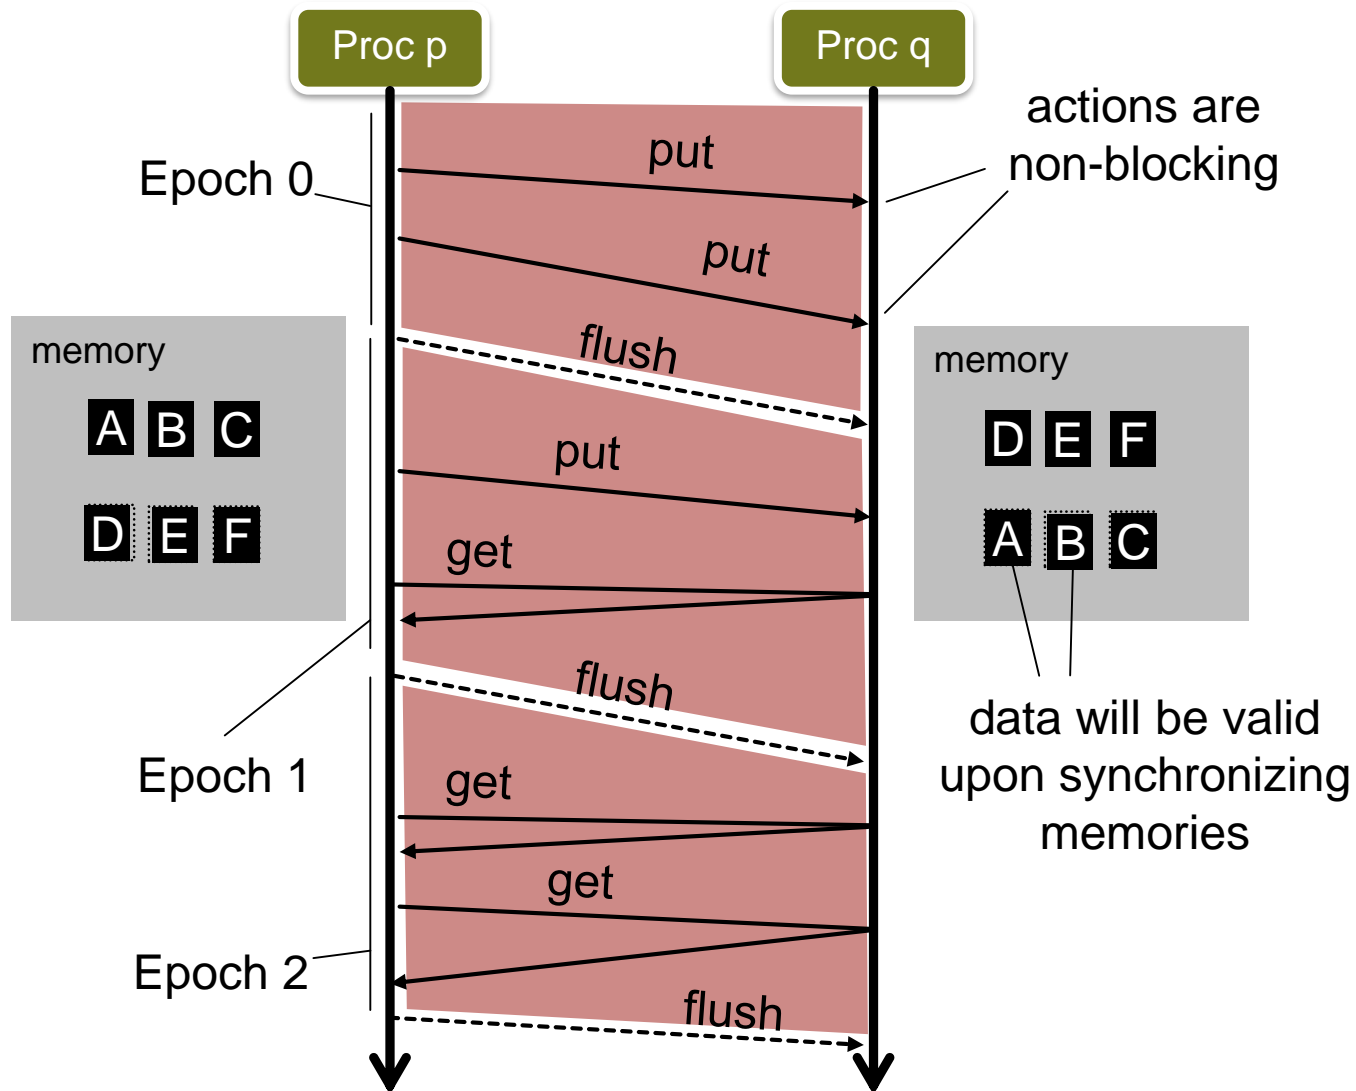 Proc p
Proc q
actions are
non-blocking
put
Epoch 0
put
flush
memory
A B C
D E F
memory
D E F
A B C
put
get
flush
data will be valid
upon synchronizing
memories
Epoch 1
get
get
Epoch 2
flush